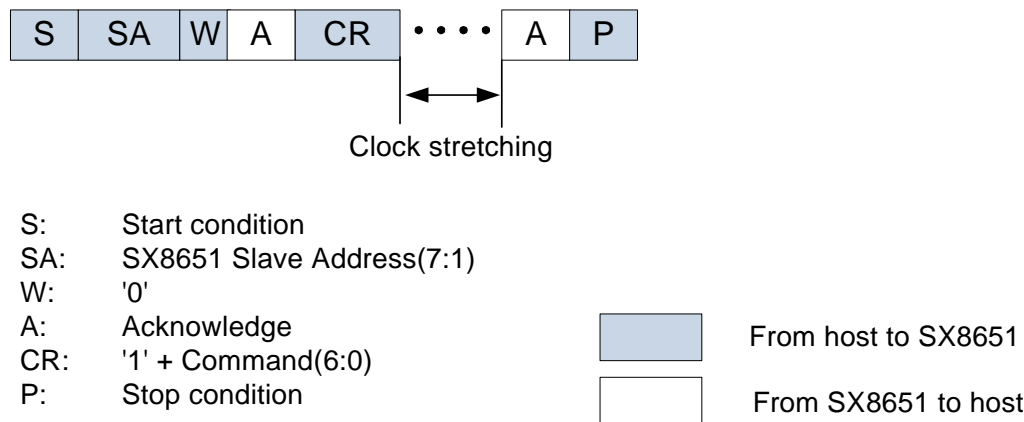 S SA W A CR A P
Clock stretching
S: Start condition
SA: SX8651 Slave Address(7:1)
W: '0'
A: Acknowledge
CR: '1' + Command(6:0)
P: Stop condition
From host to SX8651
From SX8651 to host